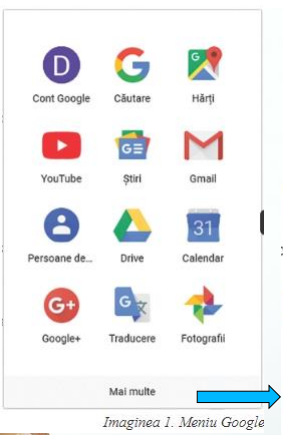 D
Cont Google
Căutare
G
Hărți
YouTube
GE
Știri
Gmail
Persoane de...
Drive
31
Calendar
G+
Google+
G
Traducere
Fotografii
Mai multe
Imaginea 1. Meniu Google